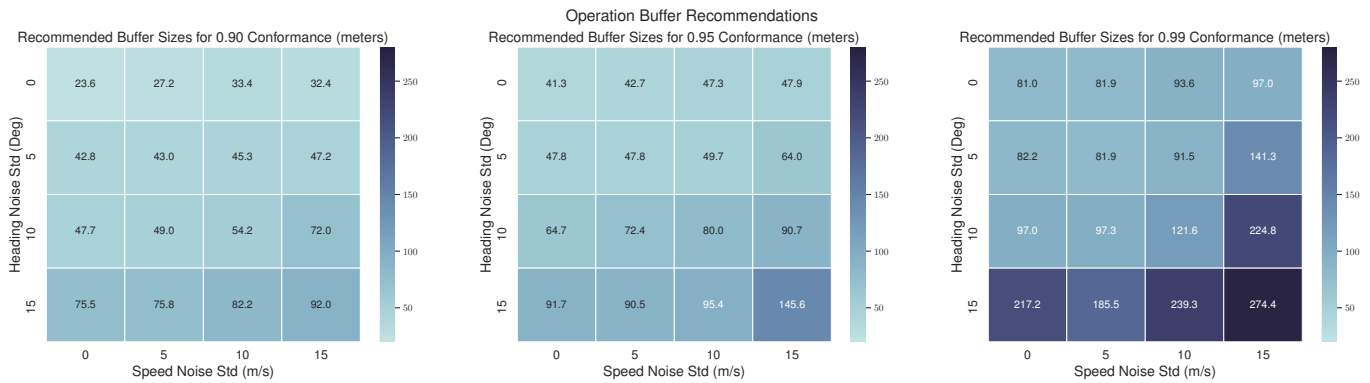 Operation Buffer Recommendations
Recommended Buffer Sizes for 0.90 Conformance (meters)
Heading Noise Std (Deg)
0
5
10
15
23.6 27.2 33.4 32.4
42.8 43.0 45.3 47.2
47.7 49.0 54.2 72.0
75.5 75.8 82.2 92.0
0 5 10 15
Speed Noise Std (m/s)
250
200
150
100
50
Recommended Buffer Sizes for 0.95 Conformance (meters)
Heading Noise Std (Deg)
0
5
10
15
41.3 42.7 47.3 47.9
47.8 47.8 49.7 64.0
64.7 72.4 80.0 90.7
91.7 90.5 95.4 145.6
0 5 10 15
Speed Noise Std (m/s)
250
200
150
100
50
Recommended Buffer Sizes for 0.99 Conformance (meters)
Heading Noise Std (Deg)
0
5
10
15
81.0 81.9 93.6 97.0
82.2 81.9 91.5 141.3
97.0 97.3 121.6 224.8
217.2 185.5 239.3 274.4
0 5 10 15
Speed Noise Std (m/s)
250
200
150
100
50